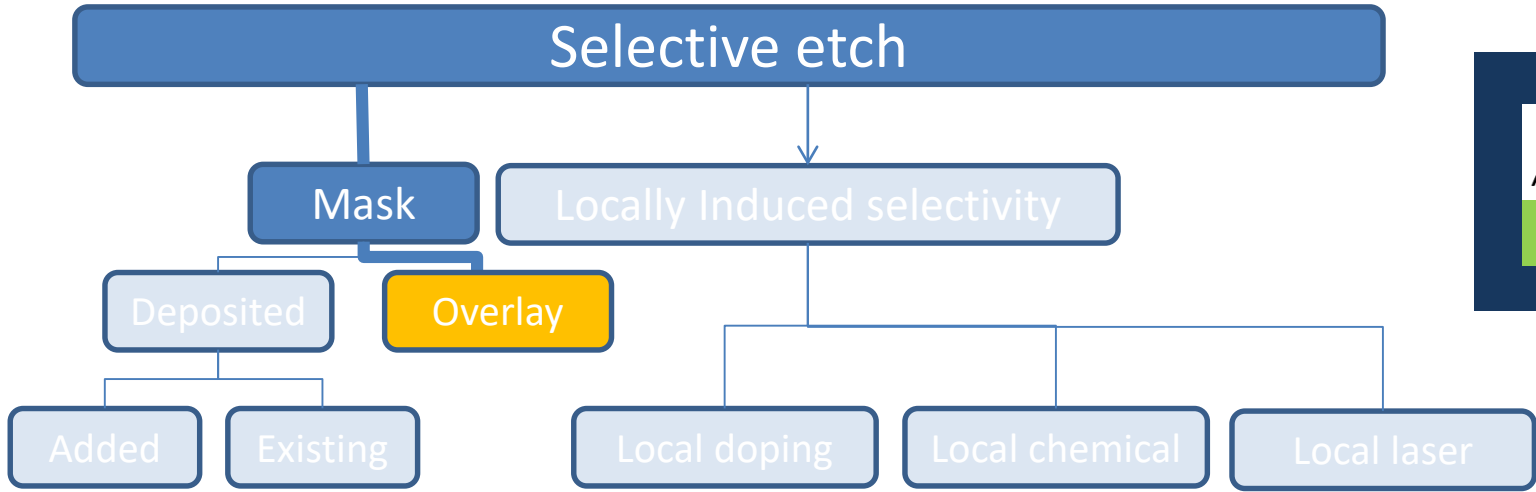 Selective etch
Mask
Locally Induced selectivity
Deposited
Overlay
Added
Existing
Local doping
Local chemical
Local laser